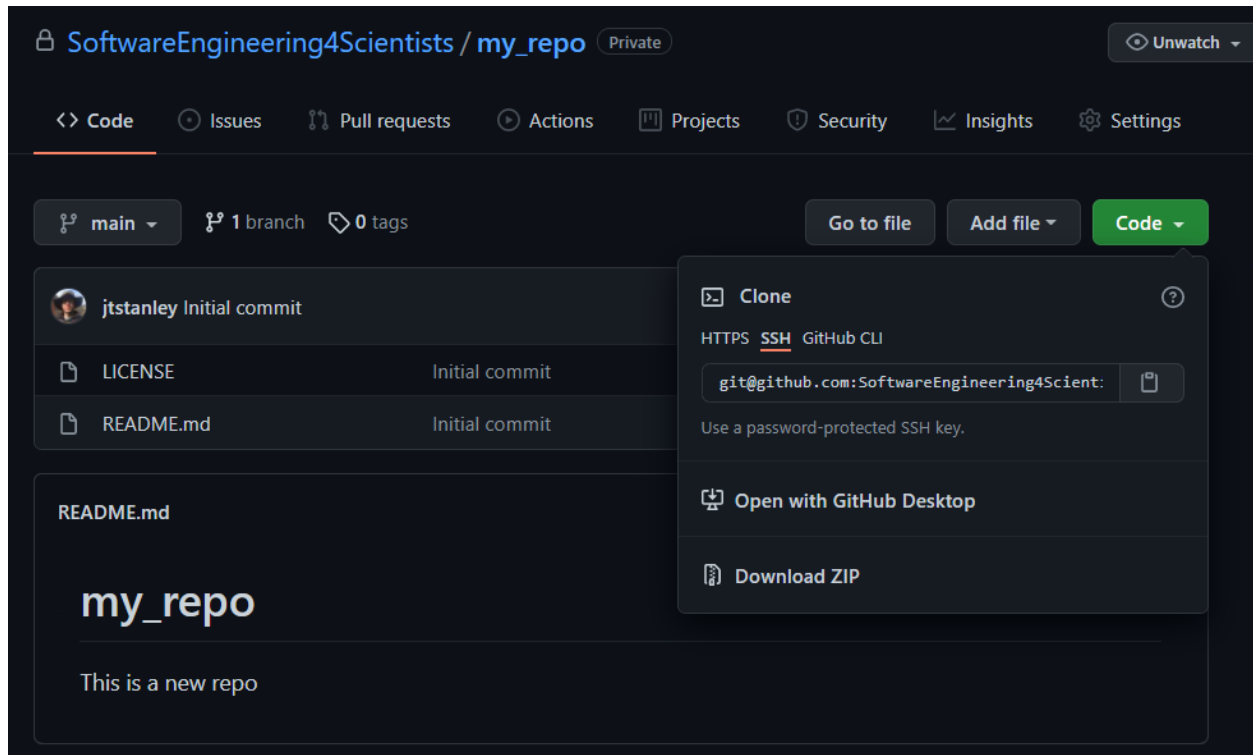 SoftwareEngineering4Scientists / my_repo Private
Unwatch
Code Issues Pull requests Actions Projects Security Insights Settings
main 1 branch 0 tags Go to file Add file Code
jtstanley Initial commit
LICENSE Initial commit
README.md Initial commit
Clone
HTTPS SSH GitHub CLI
git@github.com:SoftwareEngineering4Scient
Use a password-protected SSH key.
Open with GitHub Desktop
Download ZIP
README.md
my_repo
This is a new repo